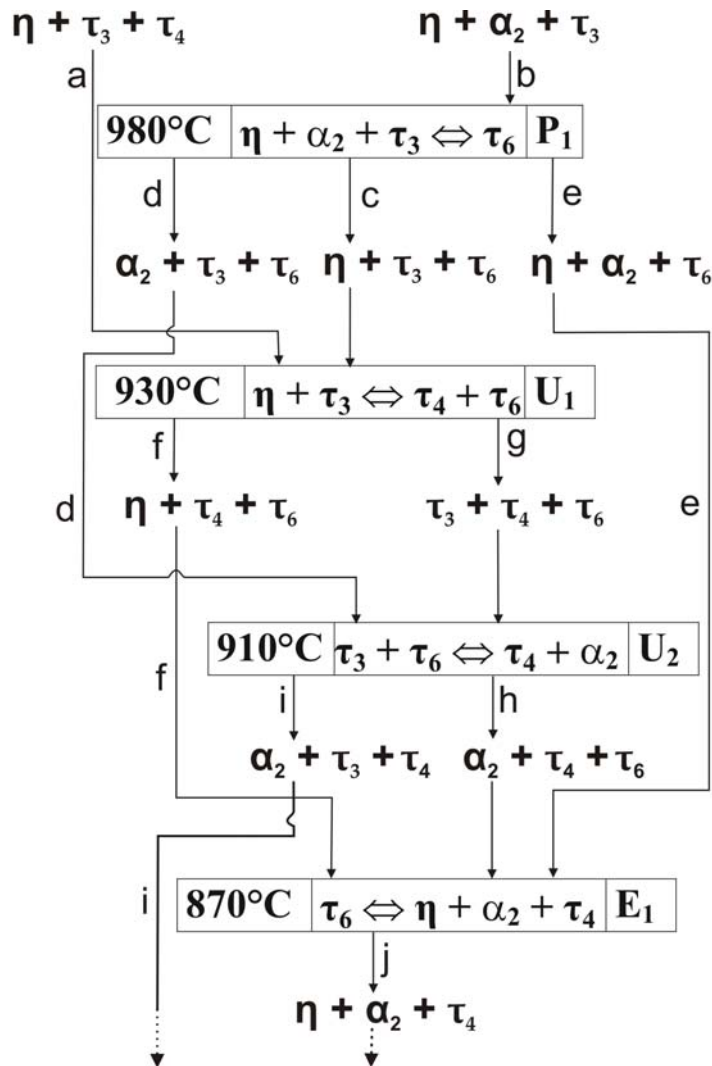 η + τ₃ + τ₄ η + α₂ + τ₃
a b
980°C η + α₂ + τ₃ ⇔ τ₆ P₁
d c e
α₂ + τ₃ + τ₆ η + τ₃ + τ₆ η + α₂ + τ₆
930°C η + τ₃ ⇔ τ₄ + τ₆ U₁
f g
d η + τ₄ + τ₆ τ₃ + τ₄ + τ₆ e
910°C τ₃ + τ₆ ⇔ τ₄ + α₂ U₂
f i h
α₂ + τ₃ + τ₄ α₂ + τ₄ + τ₆
i 870°C τ₆ ⇔ η + α₂ + τ₄ E₁
j
η + α₂ + τ₄